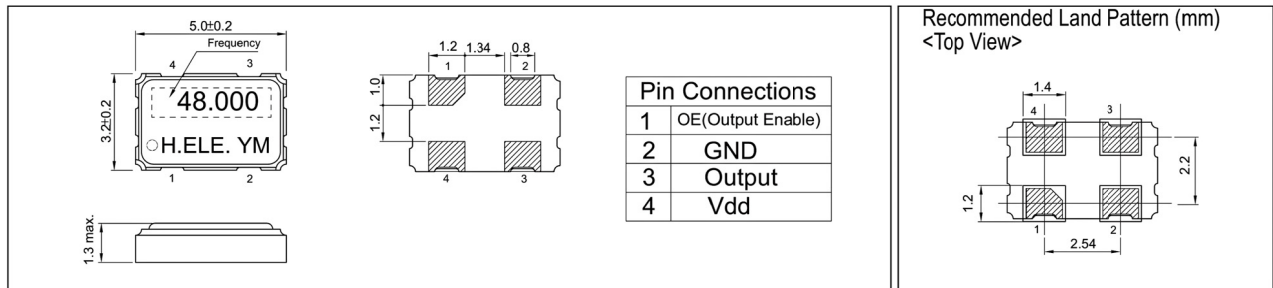 5.0±0.2
Frequency
4 3
48.000
H.ELE. YM
3.2±0.2
1 2
1.3 max.
1.2 1.34 0.8
1 2
1.0
1.2
4 3
Pin Connections
1 OE(Output Enable)
2 GND
3 Output
4 Vdd
Recommended Land Pattern (mm)
<Top View>
1.4
4 3
2.2
1.2
1 2
2.54